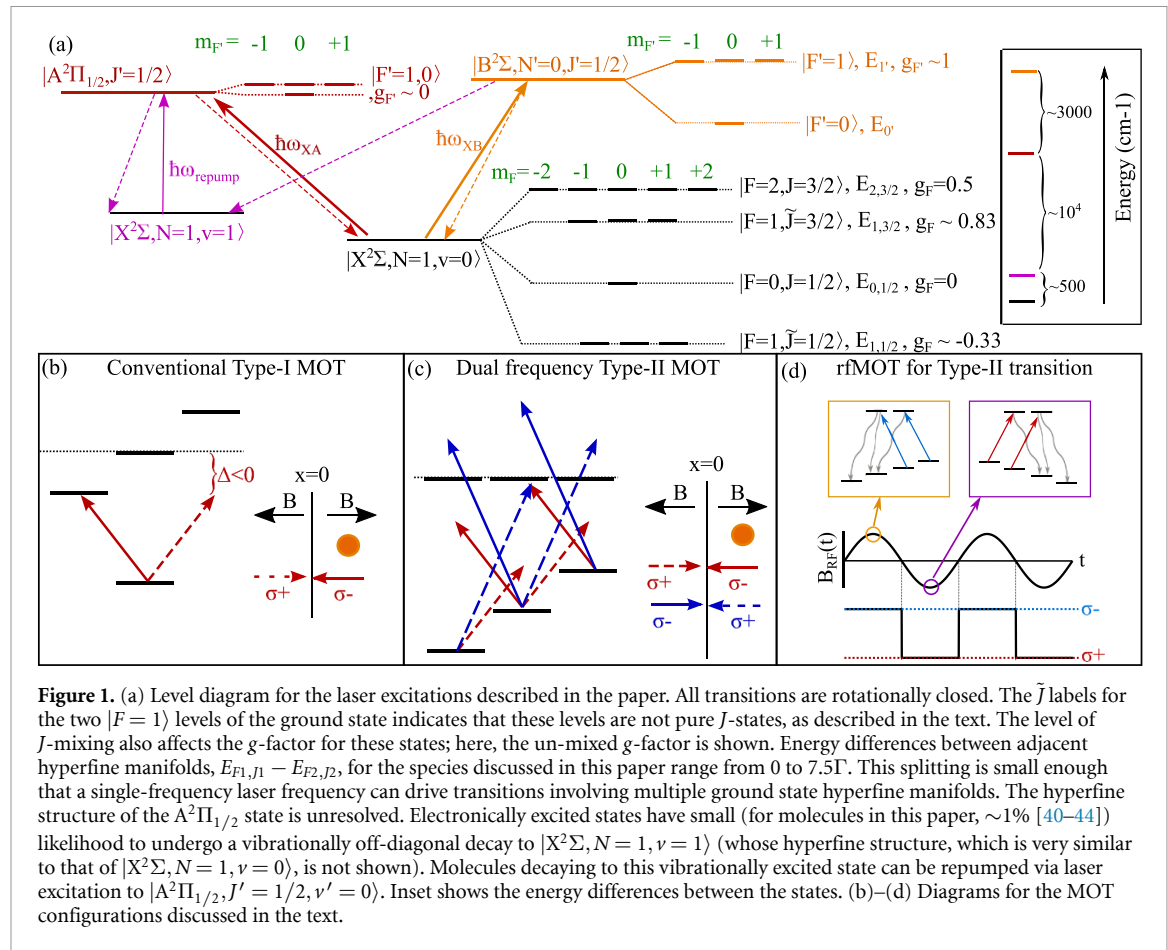 (a)
m_F' = -1 0 +1
|A²Π₁/₂,J'=1/2⟩
|F'=1,0⟩
,g_F' ~ 0
m_F' = -1 0 +1
|B²Σ,N'=0,J'=1/2⟩
|F'=1⟩, E₁', g_F' ~1
|F'=0⟩, E₀'
ħω_XA
ħω_XB
ħω_repump
|X²Σ,N=1,v=1⟩
|X²Σ,N=1,v=0⟩
m_F= -2 -1 0 +1 +2
|F=2,J=3/2⟩, E₂,₃/₂ , g_F=0.5
|F=1,J̃=3/2⟩, E₁,₃/₂ , g_F ~ 0.83
|F=0,J=1/2⟩, E₀,₁/₂ , g_F=0
|F=1,J̃=1/2⟩, E₁,₁/₂ , g_F ~ -0.33
~3000
~10⁴
~500
Energy (cm-1)
(b) Conventional Type-I MOT
Δ<0
x=0
B B
σ+ σ-
(c) Dual frequency Type-II MOT
x=0
B B
σ+ σ-
σ- σ+
(d) rfMOT for Type-II transition
B_RF(t)
t
σ-
σ+
Figure 1. (a) Level diagram for the laser excitations described in the paper. All transitions are rotationally closed. The J̃ labels for
the two |F = 1⟩ levels of the ground state indicates that these levels are not pure J-states, as described in the text. The level of
J-mixing also affects the g-factor for these states; here, the un-mixed g-factor is shown. Energy differences between adjacent
hyperfine manifolds, E_F1,J1 − E_F2,J2, for the species discussed in this paper range from 0 to 7.5Γ. This splitting is small enough
that a single-frequency laser frequency can drive transitions involving multiple ground state hyperfine manifolds. The hyperfine
structure of the A²Π₁/₂ state is unresolved. Electronically excited states have small (for molecules in this paper, ∼1% [40–44])
likelihood to undergo a vibrationally off-diagonal decay to |X²Σ, N = 1, ν = 1⟩ (whose hyperfine structure, which is very similar
to that of |X²Σ, N = 1, ν = 0⟩, is not shown). Molecules decaying to this vibrationally excited state can be repumped via laser
excitation to |A²Π₁/₂, J′ = 1/2, ν′ = 0⟩. Inset shows the energy differences between the states. (b)–(d) Diagrams for the MOT
configurations discussed in the text.